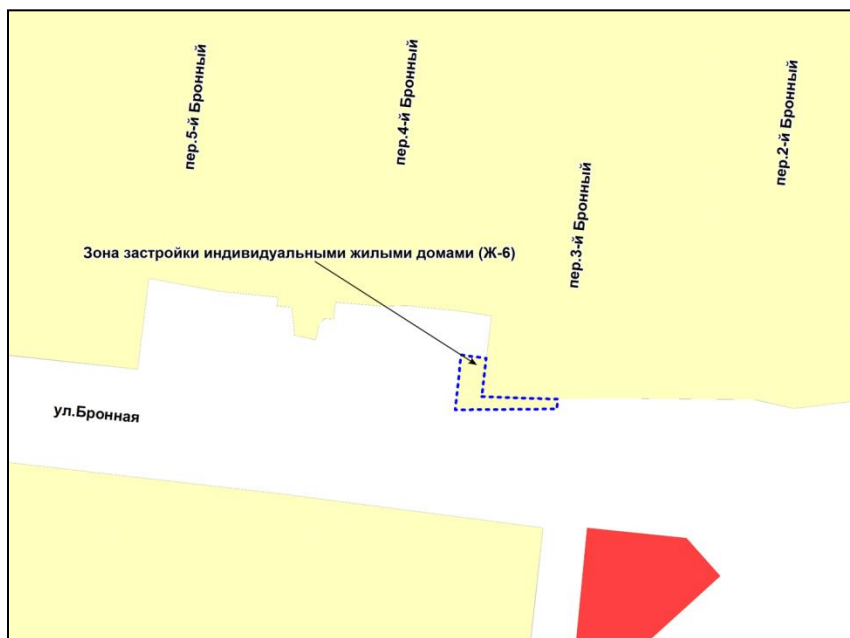 пер.5-й Бронный
пер.4-й Бронный
пер.3-й Бронный
пер.2-й Бронный
Зона застройки индивидуальными жилыми домами (Ж-6)
ул.Бронная